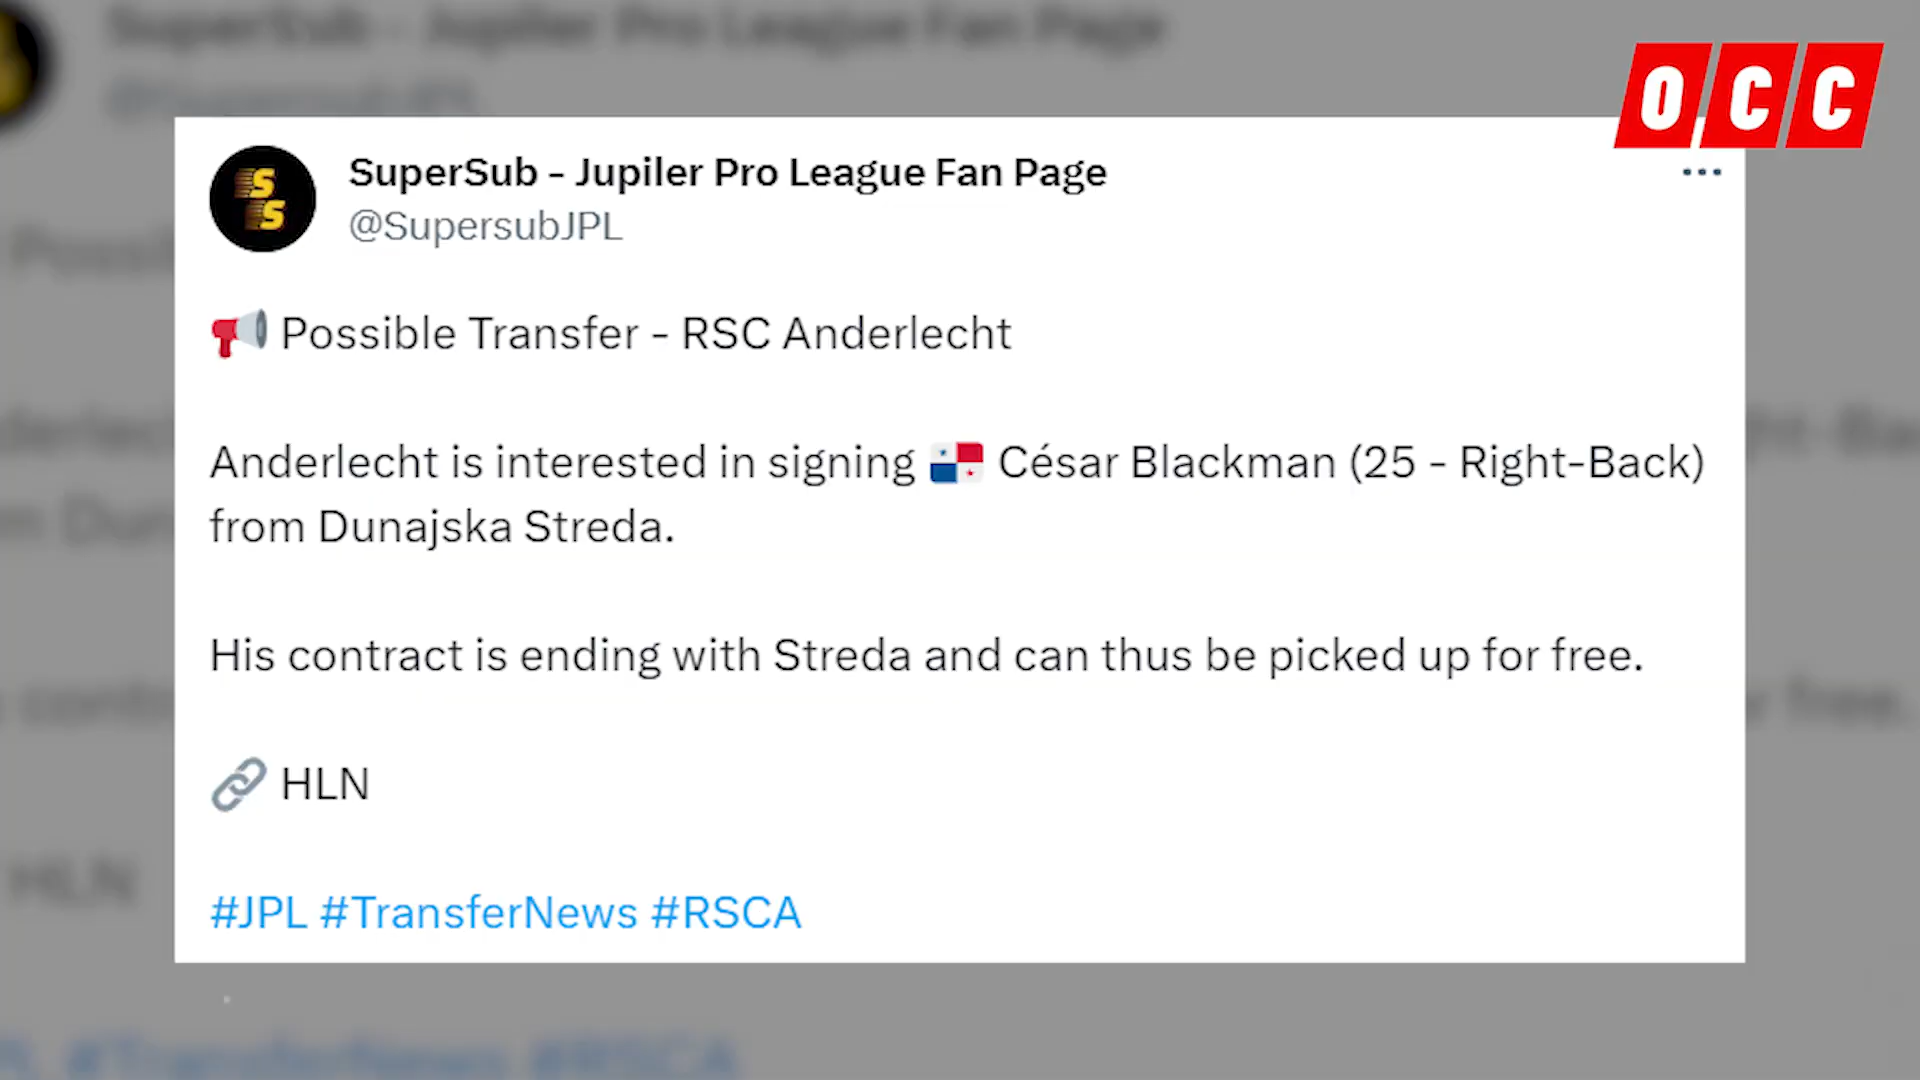 OCC
SuperSub - Jupiler Pro League Fan Page
@SupersubJPL
SS
📢 Possible Transfer - RSC Anderlecht
Anderlecht is interested in signing 🇵🇦 César Blackman (25 - Right-Back)
from Dunajska Streda.
His contract is ending with Streda and can thus be picked up for free.
🔗 HLN
#JPL #TransferNews #RSCA